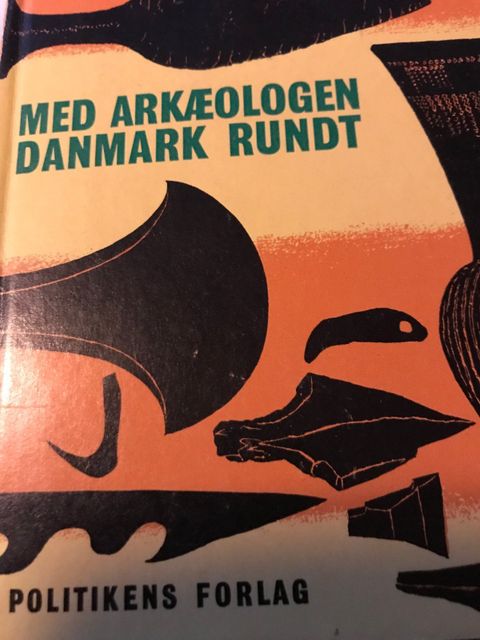 MED ARKÆOLOGEN
DANMARK RUNDT
POLITIKENS FORLAG